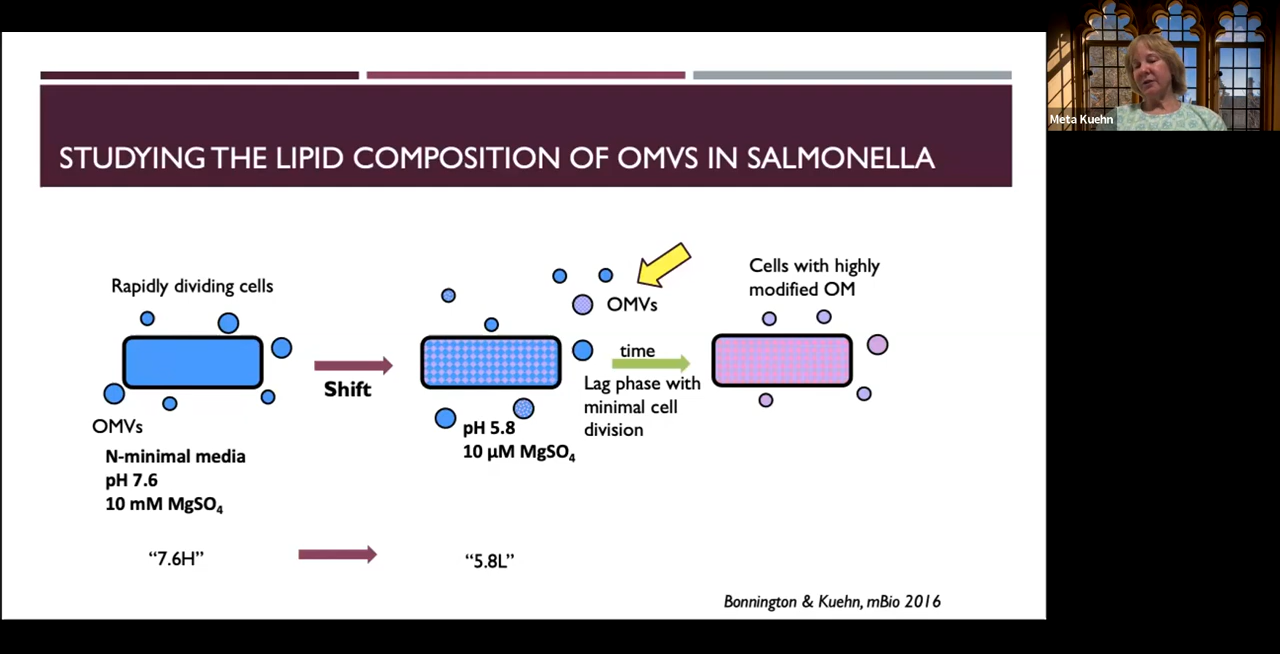 STUDYING THE LIPID COMPOSITION OF OMVS IN SALMONELLA
Meta Kuehn
Rapidly dividing cells
OMVs
N-minimal media
pH 7.6
10 mM MgSO₄
"7.6H"
Shift
OMVs
pH 5.8
10 µM MgSO₄
"5.8L"
time
Lag phase with
minimal cell
division
Cells with highly
modified OM
Bonnington & Kuehn, mBio 2016